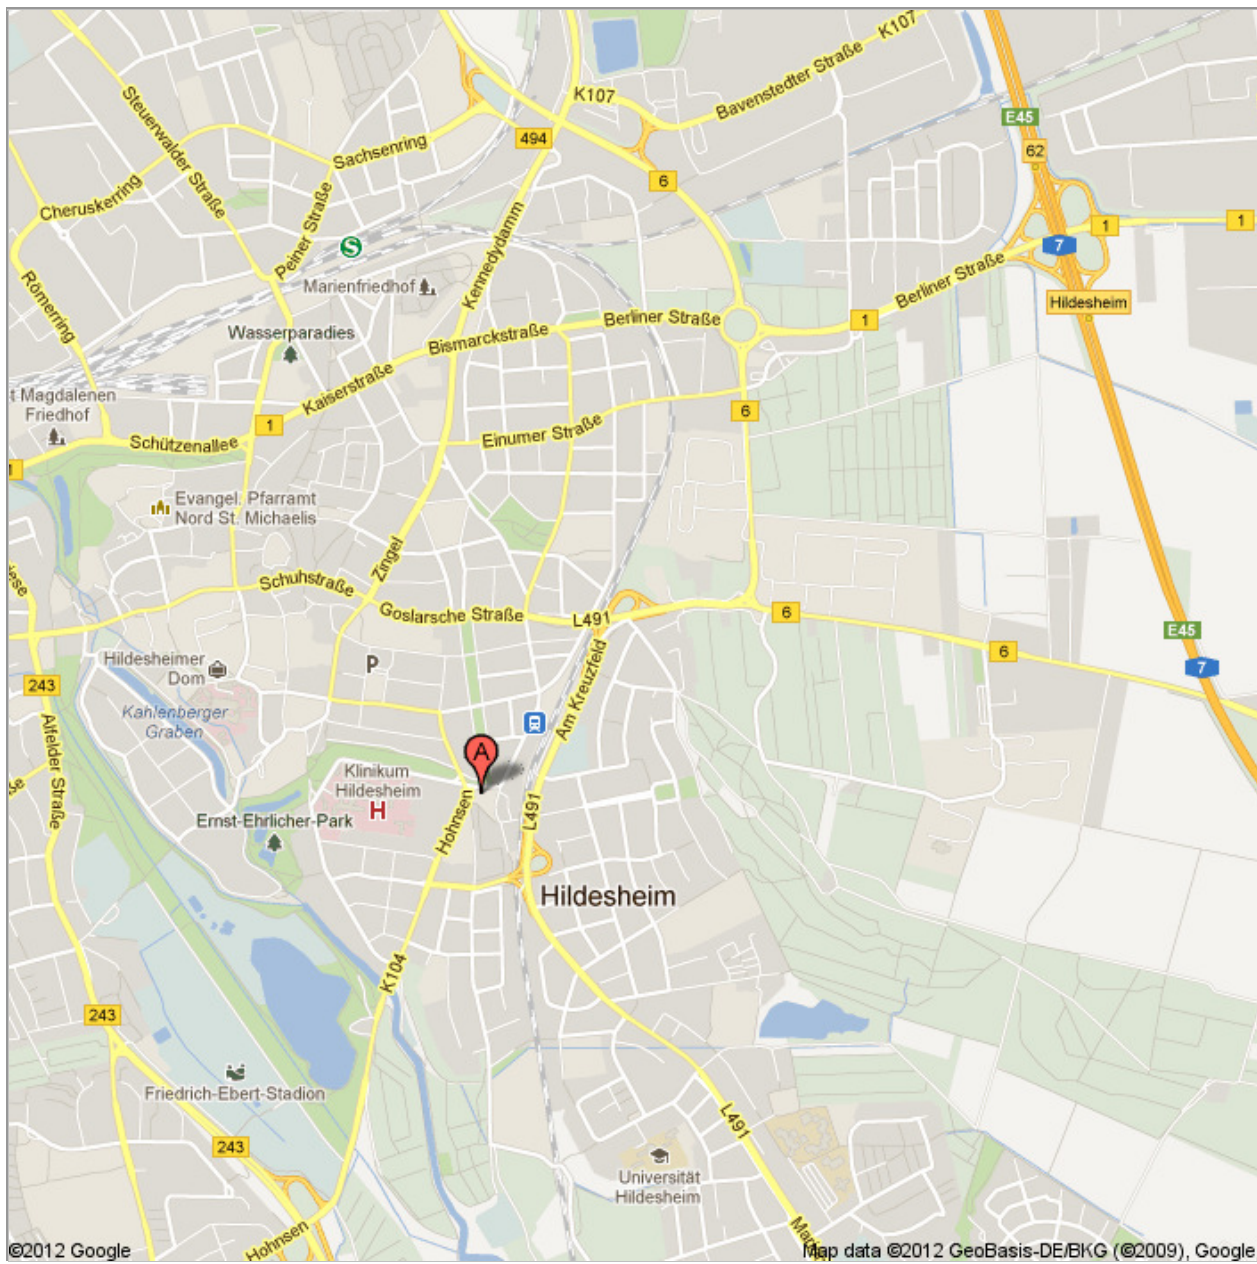 K107
K107
Bavenstedter Straße
Steuerwalder Straße
E45
494
Sachsenring
62
6
Cheruskerring
1
1
Peiner Straße
7
Kennedydamm
S
Römerring
Marienfriedhof
Berliner Straße
Hildesheim
Wasserparadies
Berliner Straße
1
Bismarckstraße
Kaiserstraße
t Magdalenen
Friedhof
6
1
Schützenallee
Einumer Straße
1
Evangel. Pfarramt
Nord St. Michaelis
Zingel
iese
Schuhstraße
Goslarsche Straße
L491
6
E45
6
Hildesheimer
Dom
P
7
243
Am Kreuzfeld
Kahlenberger
Graben
Alfelder Straße
A
Klinikum
Hildesheim
H
ße
Hohnsen
L491
Ernst-Ehrlicher-Park
Hildesheim
K104
243
Friedrich-Ebert-Stadion
L491
243
Universität
Hildesheim
Hohnsen
©2012 Google
Map data ©2012 GeoBasis-DE/BKG (©2009), Google